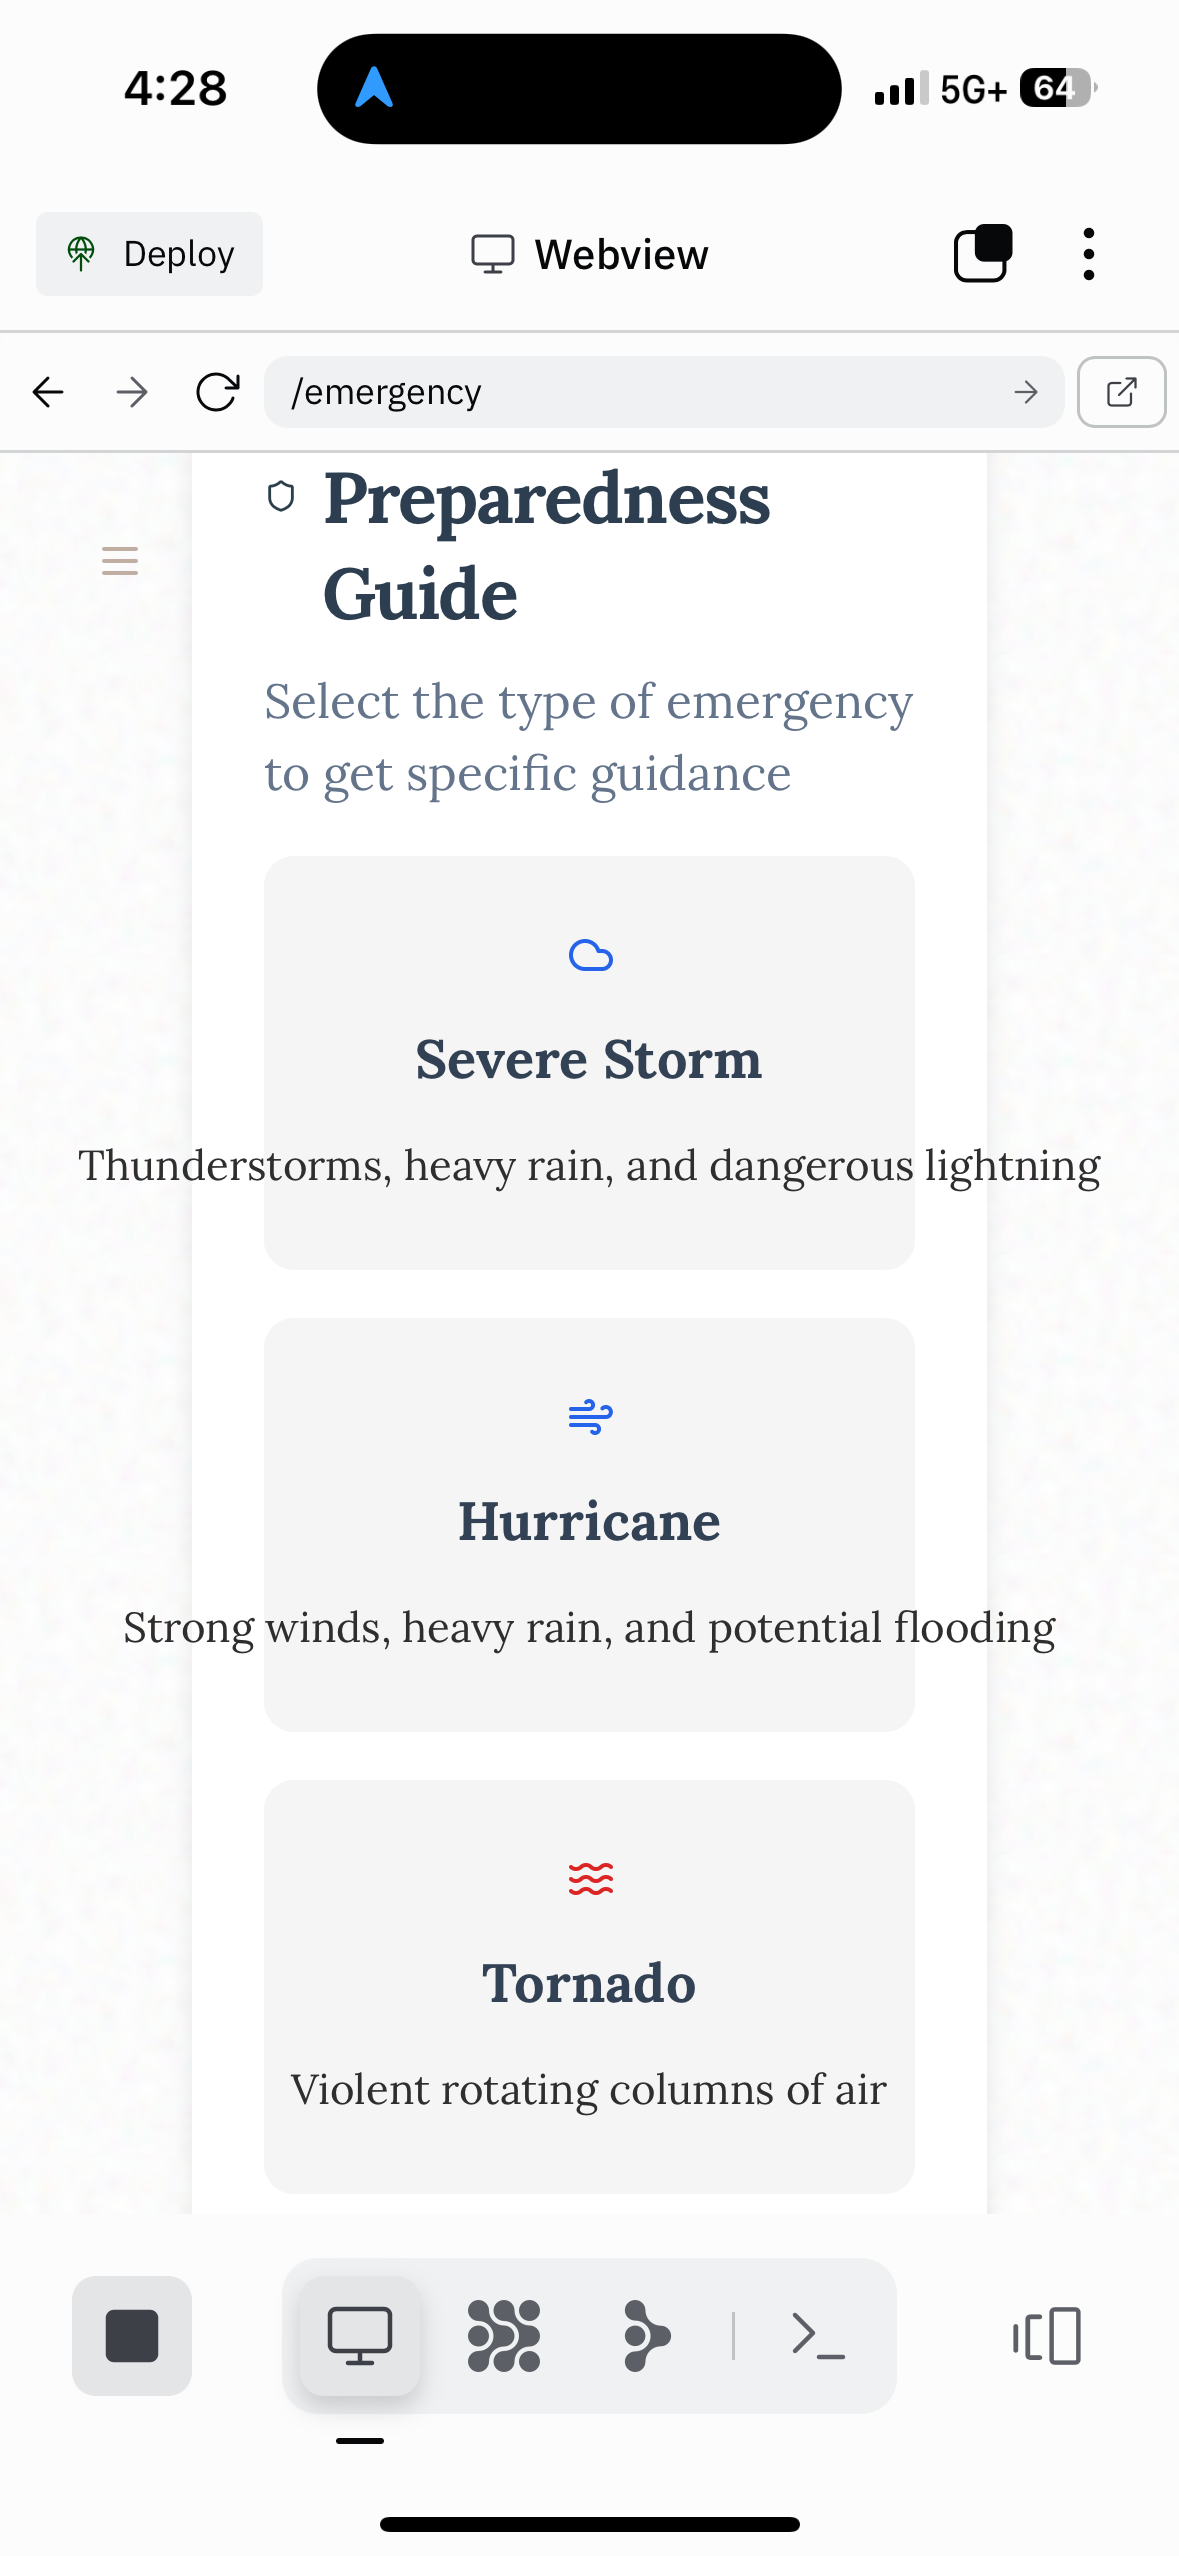 4:28
5G+
64
Deploy
Webview
/emergency
Preparedness
Guide
Select the type of emergency
to get specific guidance
Severe Storm
Thunderstorms, heavy rain, and dangerous lightning
Hurricane
Strong winds, heavy rain, and potential flooding
Tornado
Violent rotating columns of air